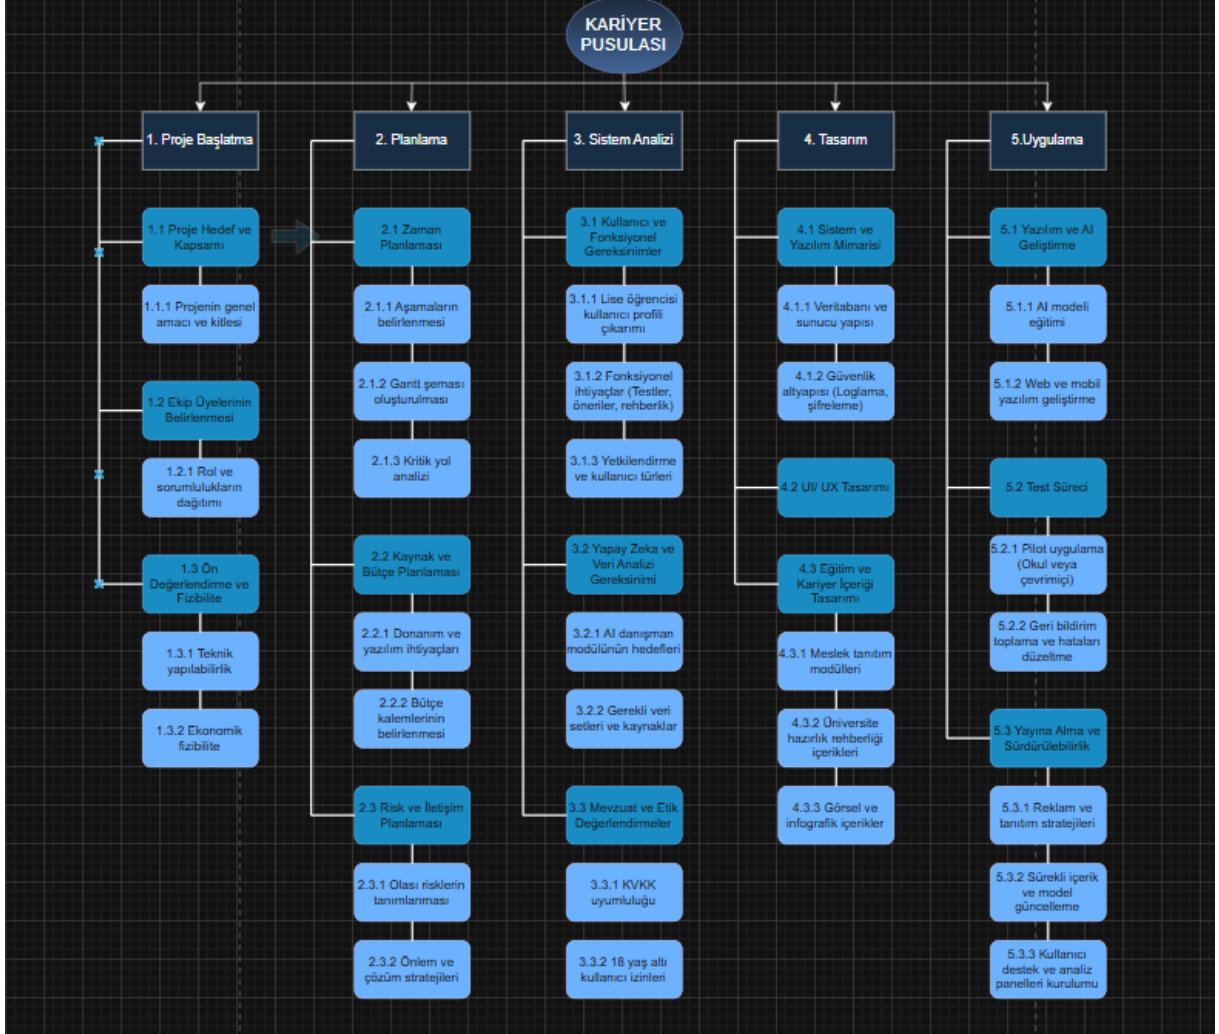 KARİYER
PUSULASI
1. Proje Başlatma
1.1 Proje Hedef ve
Kapsamı
1.1.1 Projenin genel
amacı ve kitlesi
1.2 Ekip Üyelerinin
Belirlenmesi
1.2.1 Rol ve
sorumlulukların
dağıtımı
1.3 Ön
Değerlendirme ve
Fizibilite
1.3.1 Teknik
yapılabilirlik
1.3.2 Ekonomik
fizibilite
2. Planlama
2.1 Zaman
Planlaması
2.1.1 Aşamaların
belirlenmesi
2.1.2 Gantt şeması
oluşturulması
2.1.3 Kritik yol
analizi
2.2 Kaynak ve
Bütçe Planlaması
2.2.1 Donanım ve
yazılım ihtiyaçları
2.2.2 Bütçe
kalemlerinin
belirlenmesi
2.3 Risk ve İletişim
Planlaması
2.3.1 Olası risklerin
tanımlanması
2.3.2 Önlem ve
çözüm stratejileri
3. Sistem Analizi
3.1 Kullanıcı ve
Fonksiyonel
Gereksinimler
3.1.1 Lise öğrencisi
kullanıcı profili
çıkarımı
3.1.2 Fonksiyonel
ihtiyaçlar (Testler,
öneriler, rehberlik)
3.1.3 Yetkilendirme
ve kullanıcı türleri
3.2 Yapay Zeka ve
Veri Analizi
Gereksinimi
3.2.1 AI danışman
modülünün hedefleri
3.2.2 Gerekli veri
setleri ve kaynaklar
3.3 Mevzuat ve Etik
Değerlendirmeler
3.3.1 KVKK
uyumluluğu
3.3.2 18 yaş altı
kullanıcı izinleri
4. Tasarım
4.1 Sistem ve
Yazılım Mimarisi
4.1.1 Veritabanı ve
sunucu yapısı
4.1.2 Güvenlik
altyapısı (Loglama,
şifreleme)
4.2 UI/ UX Tasarımı
4.3 Eğitim ve
Kariyer İçeriği
Tasarımı
4.3.1 Meslek tanıtım
modülleri
4.3.2 Üniversite
hazırlık rehberliği
içerikleri
4.3.3 Görsel ve
infografik içerikler
5.Uygulama
5.1 Yazılım ve AI
Geliştirme
5.1.1 AI modeli
eğitimi
5.1.2 Web ve mobil
yazılım geliştirme
5.2 Test Süreci
5.2.1 Pilot uygulama
(Okul veya
çevrimiçi)
5.2.2 Geri bildirim
toplama ve hataları
düzeltme
5.3 Yayına Alma ve
Sürdürülebilirlik
5.3.1 Reklam ve
tanıtım stratejileri
5.3.2 Sürekli içerik
ve model
güncelleme
5.3.3 Kullanıcı
destek ve analiz
panelleri kurulumu